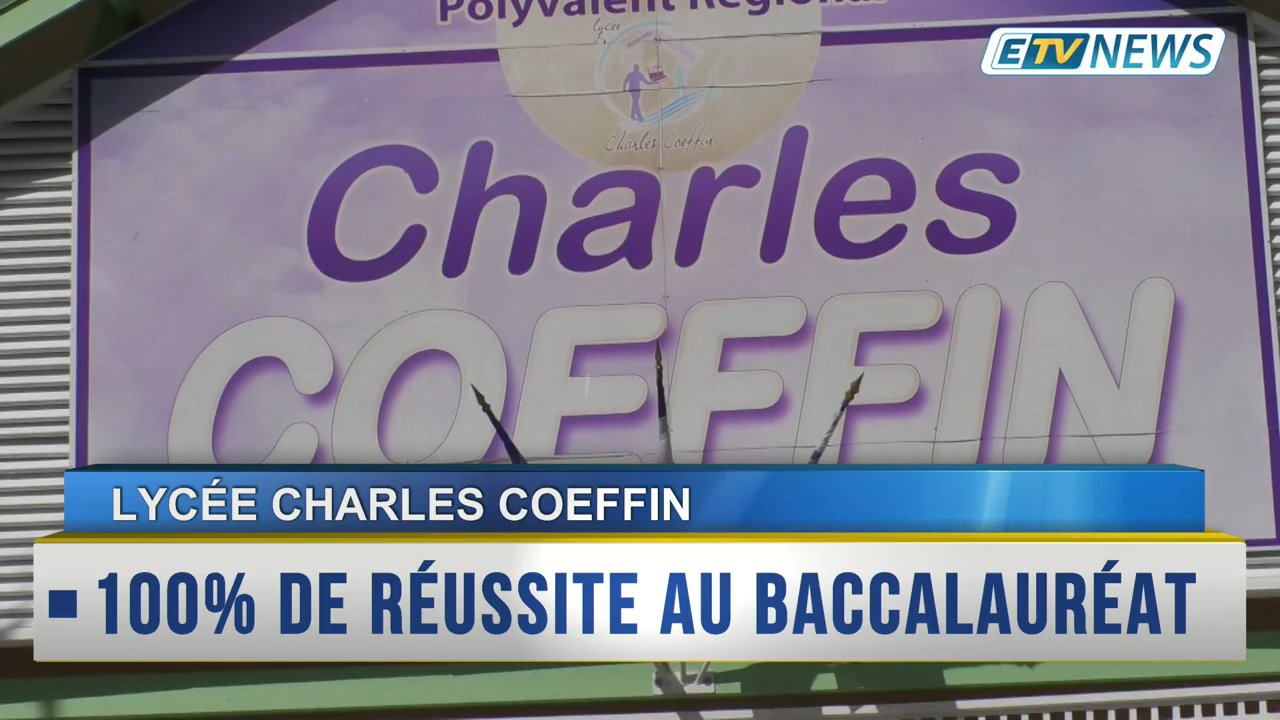 Polyvalent Régional
ETV NEWS
lycée
Charles Coeffin
Charles
COEFFIN
LYCÉE CHARLES COEFFIN
100% DE RÉUSSITE AU BACCALAURÉAT